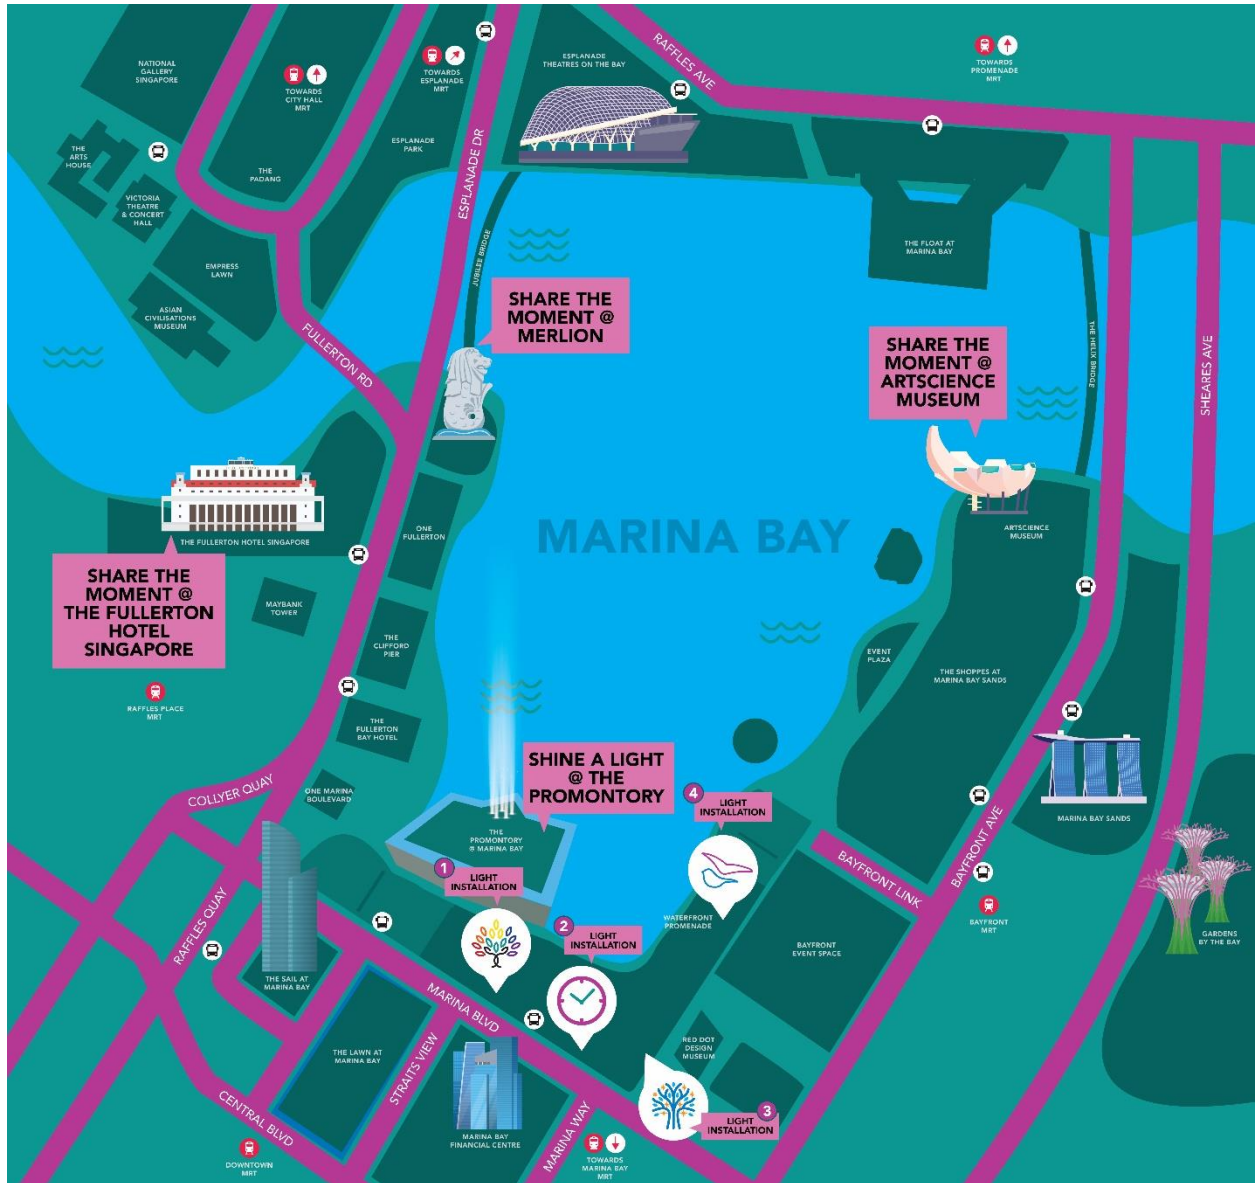 NATIONAL
GALLERY
SINGAPORE
TOWARDS
CITY HALL
MRT
TOWARDS
ESPLANADE
MRT
ESPLANADE
THEATRES ON THE BAY
RAFFLES AVE
TOWARDS
PROMENADE
MRT
THE
ARTS
HOUSE
THE
PADANG
ESPLANADE
PARK
ESPLANADE DR
VICTORIA
THEATRE
& CONCERT
HALL
EMPRESS
LAWN
ASIAN
CIVILISATIONS
MUSEUM
JUBILEE BRIDGE
THE FLOAT AT
MARINA BAY
FULLERTON RD
SHARE THE
MOMENT @
MERLION
SHARE THE
MOMENT @
ARTSCIENCE
MUSEUM
THE HELIX BRIDGE
SHEARES AVE
THE FULLERTON HOTEL SINGAPORE
SHARE THE
MOMENT @
THE FULLERTON
HOTEL
SINGAPORE
ONE
FULLERTON
MARINA BAY
ARTSCIENCE
MUSEUM
MAYBANK
TOWER
THE
CLIFFORD
PIER
EVENT
PLAZA
THE SHOPPES AT
MARINA BAY SANDS
RAFFLES PLACE
MRT
THE
FULLERTON
BAY HOTEL
COLLYER QUAY
ONE MARINA
BOULEVARD
SHINE A LIGHT
@ THE
PROMONTORY
THE
PROMONTORY
@ MARINA BAY
4
LIGHT
INSTALLATION
MARINA BAY SANDS
BAYFRONT AVE
BAYFRONT LINK
1
LIGHT
INSTALLATION
RAFFLES QUAY
2
LIGHT
INSTALLATION
WATERFRONT
PROMENADE
BAYFRONT
EVENT SPACE
BAYFRONT
MRT
GARDENS
BY THE BAY
THE SAIL AT
MARINA BAY
MARINA BLVD
THE LAWN AT
MARINA BAY
STRAITS VIEW
RED DOT
DESIGN
MUSEUM
CENTRAL BLVD
MARINA BAY
FINANCIAL CENTRE
MARINA WAY
3
LIGHT
INSTALLATION
DOWNTOWN
MRT
TOWARDS
MARINA BAY
MRT